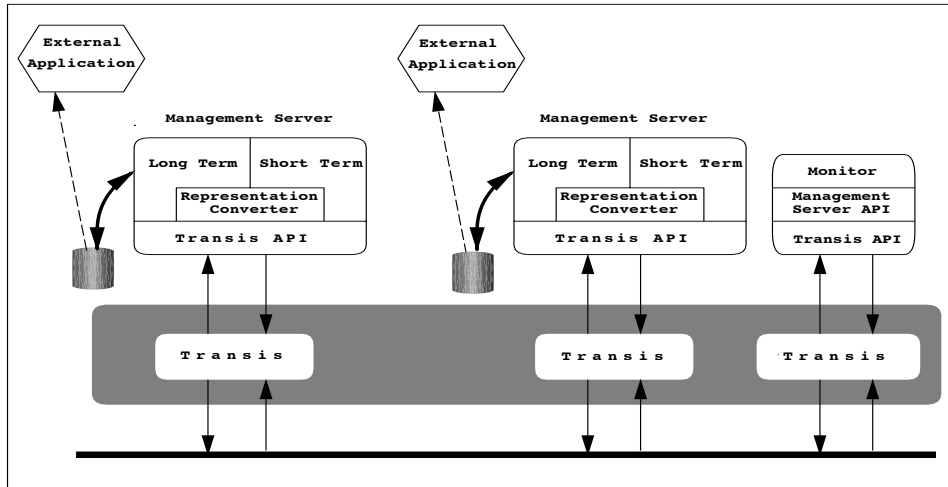 External
Application
External
Application
Management Server
Management Server
Long Term
Short Term
Representation
Converter
Transis API
Long Term
Short Term
Representation
Converter
Transis API
Monitor
Management
Server API
Transis API
Transis
Transis
Transis